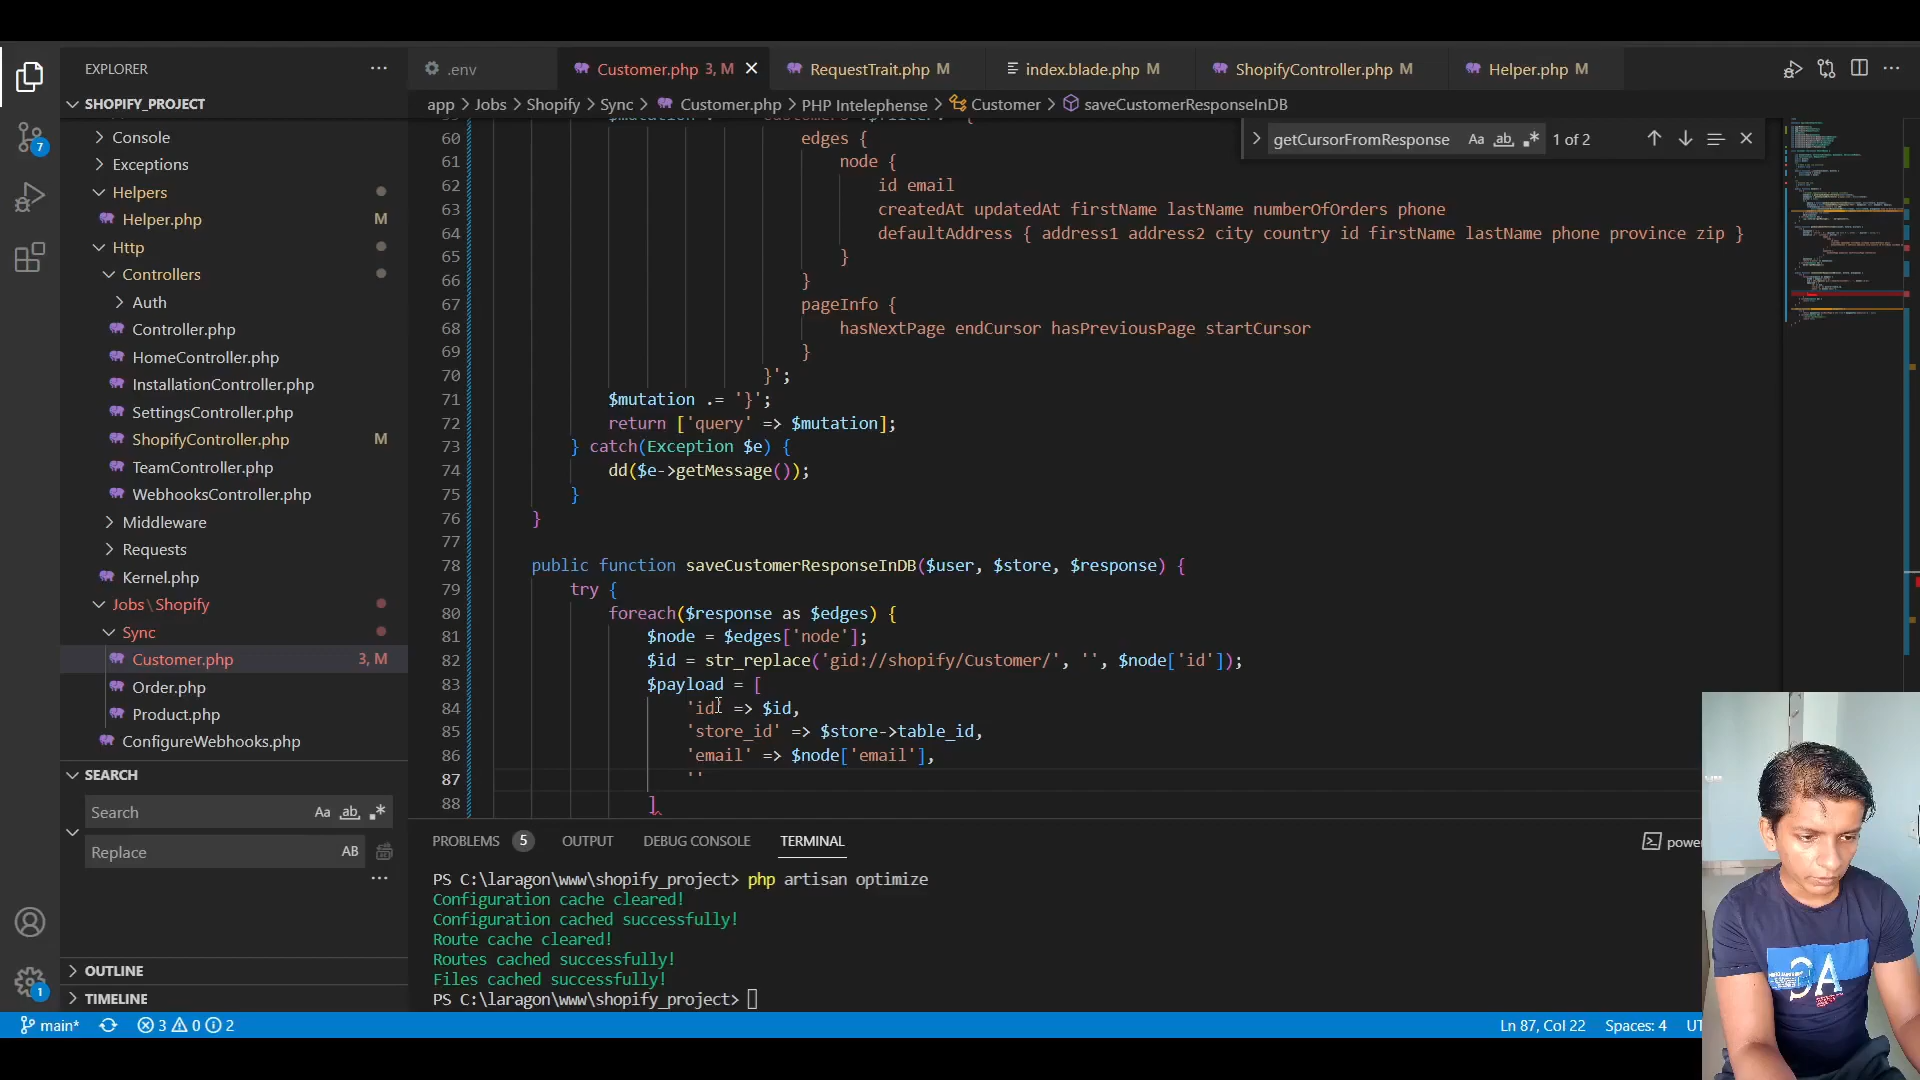 EXPLORER
.env
Customer.php 3, M
RequestTrait.php M
index.blade.php M
ShopifyController.php M
Helper.php M
SHOPIFY_PROJECT
app > Jobs > Shopify > Sync > Customer.php > PHP Intelephense > Customer > saveCustomerResponseInDB
getCursorFromResponse Aa ab 1 of 2
Console
Exceptions
Helpers
Helper.php M
Http
Controllers
Auth
Controller.php
HomeController.php
InstallationController.php
SettingsController.php
ShopifyController.php M
TeamController.php
WebhooksController.php
Middleware
Requests
Kernel.php
Jobs\Shopify
Sync
Customer.php 3, M
Order.php
Product.php
ConfigureWebhooks.php
SEARCH
Search Aa ab
Replace AB
OUTLINE
TIMELINE
7
1
60 edges {
61 node {
62 id email
63 createdAt updatedAt firstName lastName numberOfOrders phone
64 defaultAddress { address1 address2 city country id firstName lastName phone province zip }
65 }
66 }
67 pageInfo {
68 hasNextPage endCursor hasPreviousPage startCursor
69 }
70 }';
71 $mutation .= '}';
72 return ['query' => $mutation];
73 } catch(Exception $e) {
74 dd($e->getMessage());
75 }
76 }
77
78 public function saveCustomerResponseInDB($user, $store, $response) {
79 try {
80 foreach($response as $edges) {
81 $node = $edges['node'];
82 $id = str_replace('gid://shopify/Customer/', '', $node['id']);
83 $payload = [
84 'id' => $id,
85 'store_id' => $store->table_id,
86 'email' => $node['email'],
87 ''
88 ]
PROBLEMS 5 OUTPUT DEBUG CONSOLE TERMINAL
PS C:\laragon\www\shopify_project> php artisan optimize
Configuration cache cleared!
Configuration cached successfully!
Route cache cleared!
Routes cached successfully!
Files cached successfully!
PS C:\laragon\www\shopify_project>
main* 3 0 2
Ln 87, Col 22 Spaces: 4